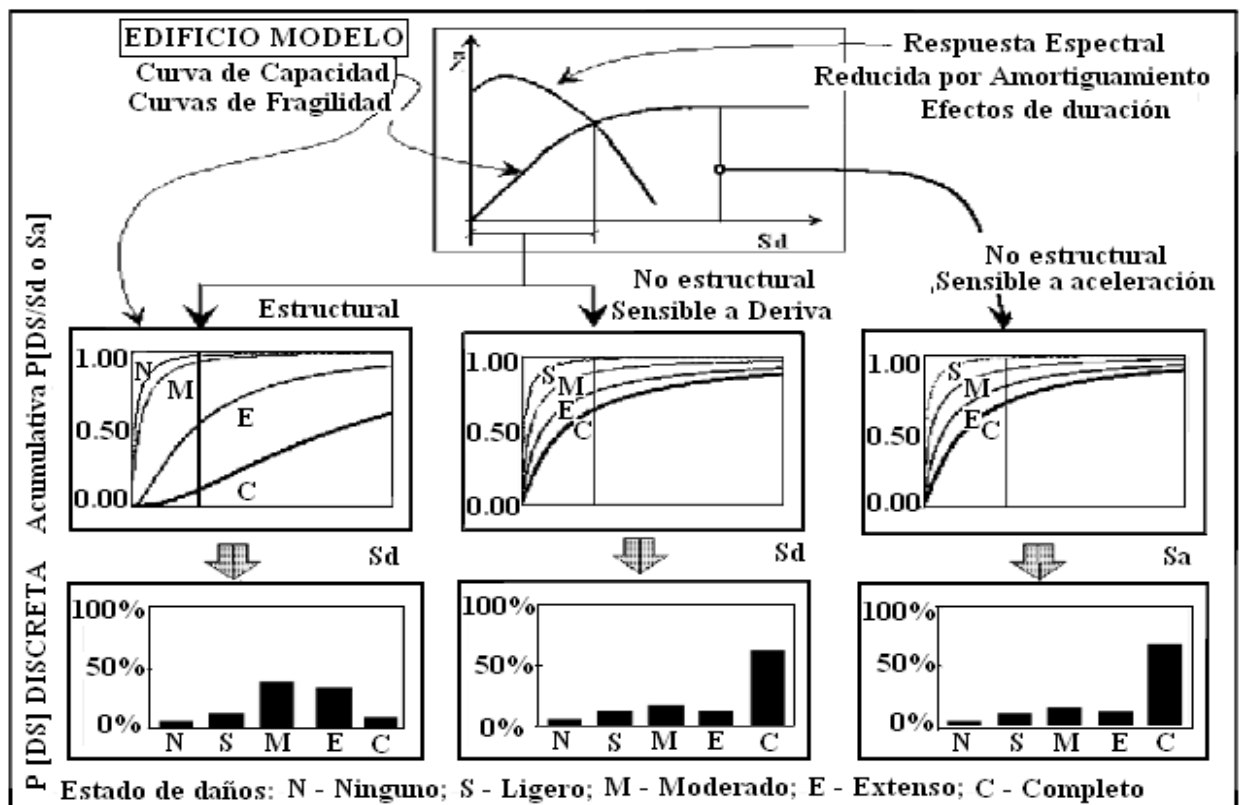 EDIFICIO MODELO
Curva de Capacidad
Curvas de Fragilidad
Sa
Sd
Respuesta Espectral
Reducida por Amortiguamiento
Efectos de duración
Acumulativa P[DS/Sd o Sa]
Estructural
No estructural
Sensible a Deriva
No estructural
Sensible a aceleración
1.00
0.50
0.00
N
M
E
C
Sd
1.00
0.50
0.00
S
M
E
C
Sd
1.00
0.50
0.00
S
M
E
C
Sa
P [DS] DISCRETA
100%
50%
0%
N S M E C
100%
50%
0%
N S M E C
100%
50%
0%
N S M E C
Estado de daños: N - Ninguno; S - Ligero; M - Moderado; E - Extenso; C - Completo